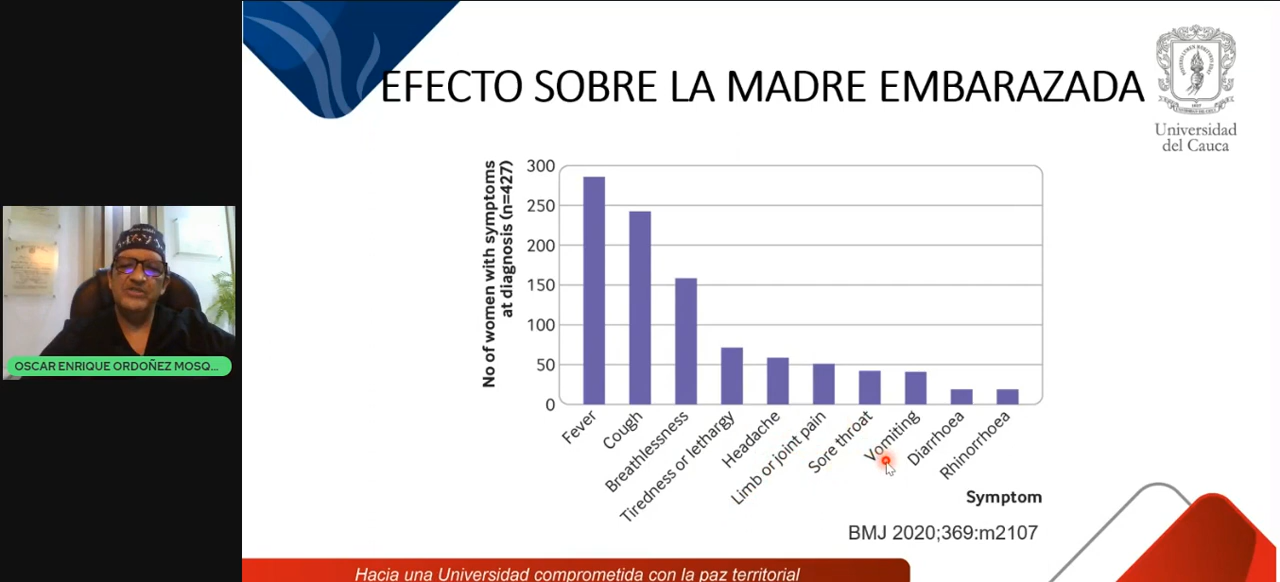 EFECTO SOBRE LA MADRE EMBARAZADA
Universidad
del Cauca
No of women with symptoms
at diagnosis (n=427)
300
250
200
150
100
50
0
Fever
Cough
Breathlessness
Tiredness or lethargy
Headache
Limb or joint pain
Sore throat
Vomiting
Diarrhoea
Rhinorrhoea
Symptom
BMJ 2020;369:m2107
OSCAR ENRIQUE ORDOÑEZ MOSQ...
Hacia una Universidad comprometida con la paz territorial